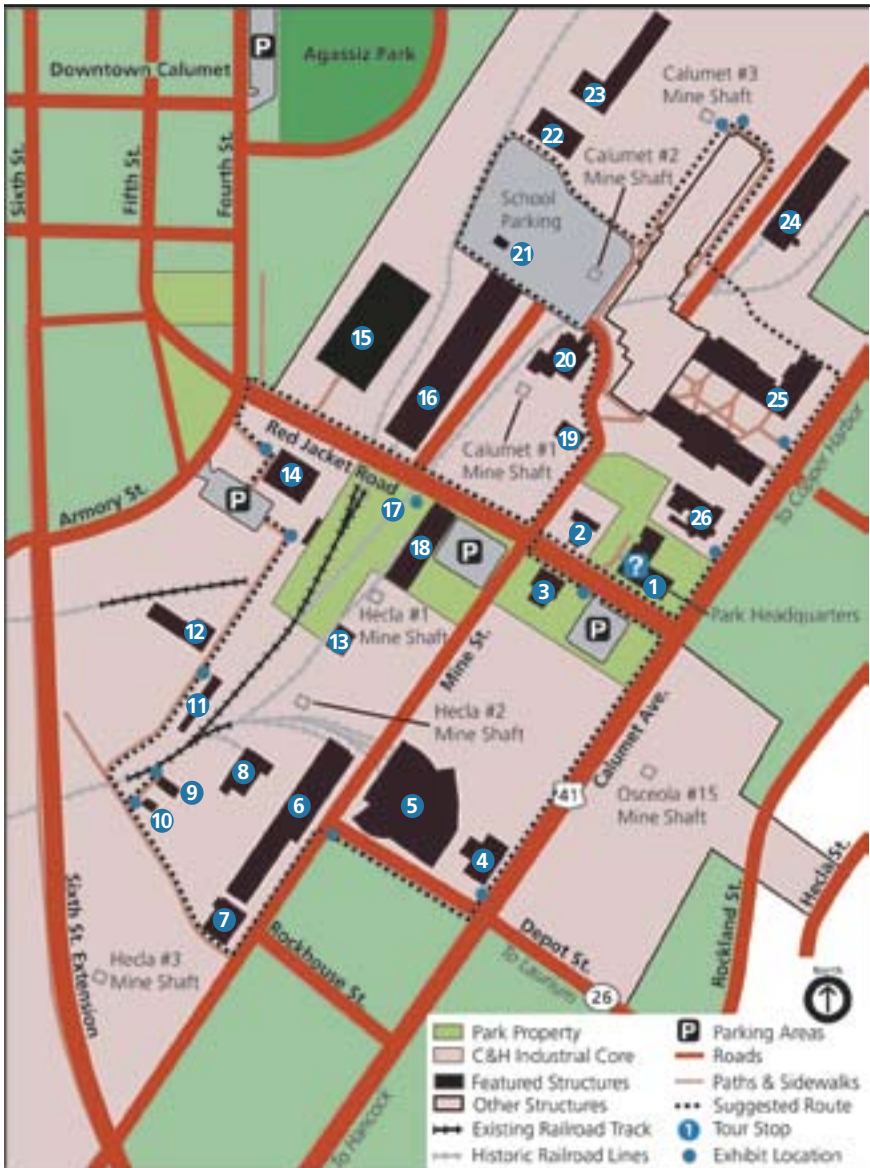 P
Agassiz Park
Downtown Calumet
Sixth St.
Fifth St.
Fourth St.
Calumet #3
Mine Shaft
23
22
Calumet #2
Mine Shaft
School
Parking
24
21
15
16
20
25
Calumet #1
Mine Shaft
19
To Copper Harbor
Red Jacket Road
14
P
Armory St.
17
18
P
2
26
?
1
3
P
Park Headquarters
Hecla #1
Mine Shaft
12
13
Mine St.
11
Hecla #2
Mine Shaft
Calumet Ave.
41
Osceola #15
Mine Shaft
8
9
10
6
5
4
7
Sixth St. Extension
Hecla #3
Mine Shaft
Rockhouse St.
Depot St.
To Laurium
26
Rockland St.
Hecla St.
North
To Hancock
Park Property
C&H Industrial Core
Featured Structures
Other Structures
Existing Railroad Track
Historic Railroad Lines
P Parking Areas
Roads
Paths & Sidewalks
Suggested Route
1 Tour Stop
Exhibit Location